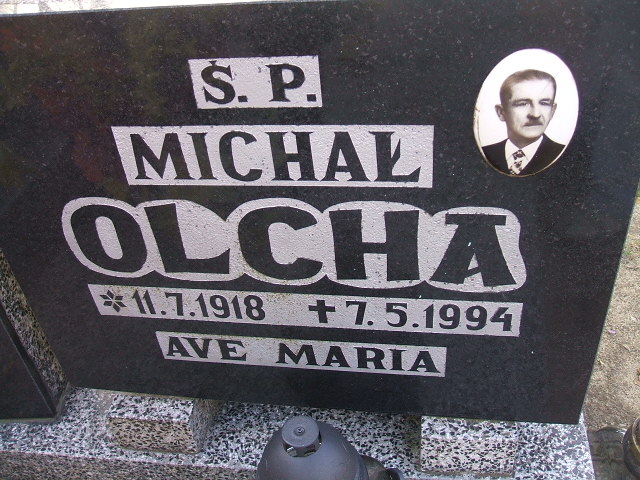 Ś. P.
MICHAŁ
OLCHA
11.7.1918 7.5.1994
AVE MARIA